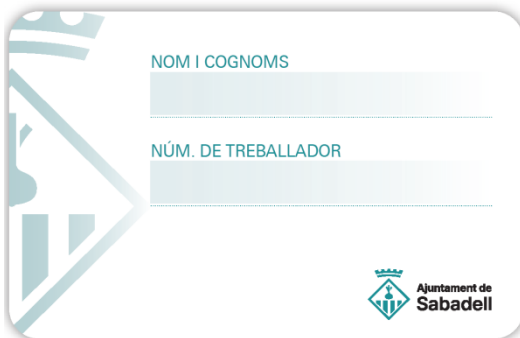 NOM I COGNOMS
NÚM. DE TREBALLADOR
Ajuntament de
Sabadell